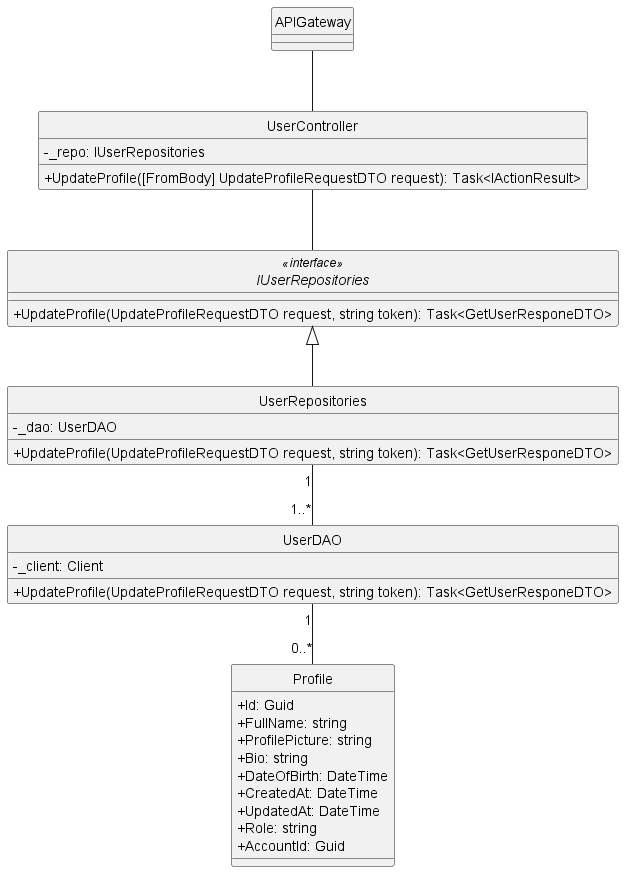 APIGateway
UserController
-_repo: IUserRepositories
+UpdateProfile([FromBody] UpdateProfileRequestDTO request): Task<IActionResult>
«interface»
IUserRepositories
+UpdateProfile(UpdateProfileRequestDTO request, string token): Task<GetUserResponeDTO>
UserRepositories
-_dao: UserDAO
+UpdateProfile(UpdateProfileRequestDTO request, string token): Task<GetUserResponeDTO>
1
1..*
UserDAO
-_client: Client
+UpdateProfile(UpdateProfileRequestDTO request, string token): Task<GetUserResponeDTO>
1
0..*
Profile
+Id: Guid
+FullName: string
+ProfilePicture: string
+Bio: string
+DateOfBirth: DateTime
+CreatedAt: DateTime
+UpdatedAt: DateTime
+Role: string
+AccountId: Guid